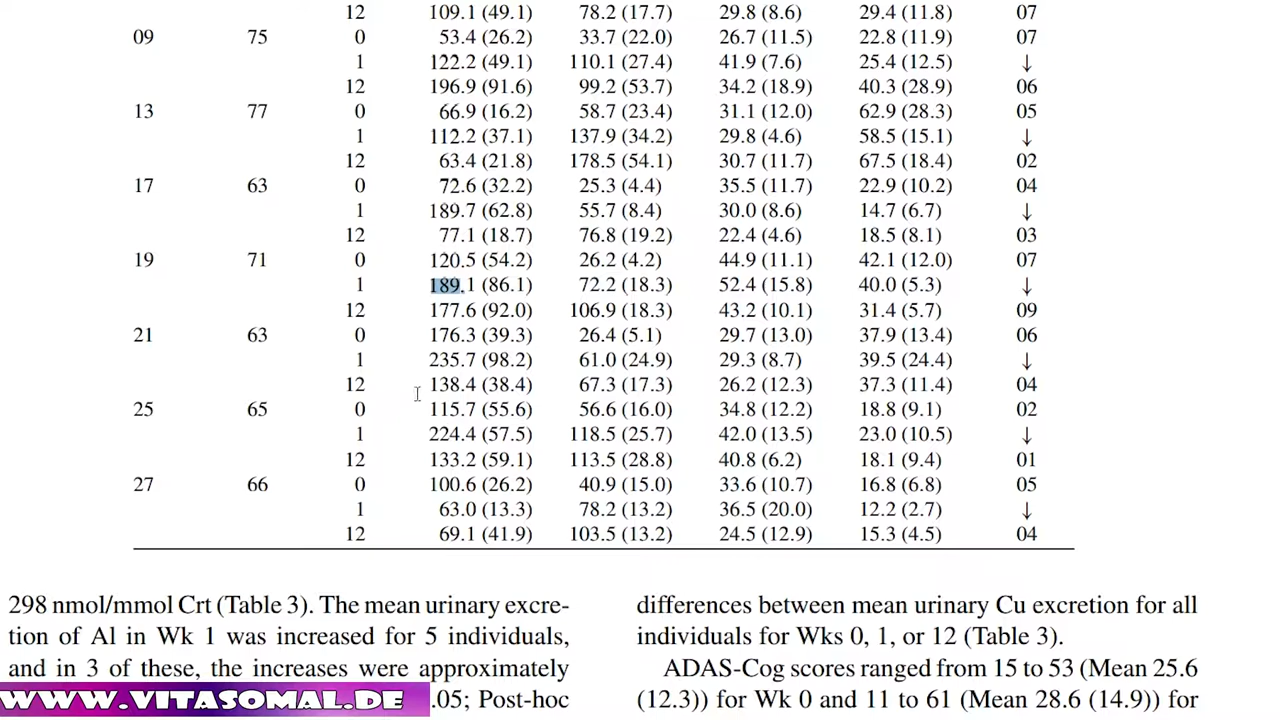 12 109.1 (49.1) 78.2 (17.7) 29.8 (8.6) 29.4 (11.8) 07
09 75 0 53.4 (26.2) 33.7 (22.0) 26.7 (11.5) 22.8 (11.9) 07
1 122.2 (49.1) 110.1 (27.4) 41.9 (7.6) 25.4 (12.5) ↓
12 196.9 (91.6) 99.2 (53.7) 34.2 (18.9) 40.3 (28.9) 06
13 77 0 66.9 (16.2) 58.7 (23.4) 31.1 (12.0) 62.9 (28.3) 05
1 112.2 (37.1) 137.9 (34.2) 29.8 (4.6) 58.5 (15.1) ↓
12 63.4 (21.8) 178.5 (54.1) 30.7 (11.7) 67.5 (18.4) 02
17 63 0 72.6 (32.2) 25.3 (4.4) 35.5 (11.7) 22.9 (10.2) 04
1 189.7 (62.8) 55.7 (8.4) 30.0 (8.6) 14.7 (6.7) ↓
12 77.1 (18.7) 76.8 (19.2) 22.4 (4.6) 18.5 (8.1) 03
19 71 0 120.5 (54.2) 26.2 (4.2) 44.9 (11.1) 42.1 (12.0) 07
1 189.1 (86.1) 72.2 (18.3) 52.4 (15.8) 40.0 (5.3) ↓
12 177.6 (92.0) 106.9 (18.3) 43.2 (10.1) 31.4 (5.7) 09
21 63 0 176.3 (39.3) 26.4 (5.1) 29.7 (13.0) 37.9 (13.4) 06
1 235.7 (98.2) 61.0 (24.9) 29.3 (8.7) 39.5 (24.4) ↓
12 138.4 (38.4) 67.3 (17.3) 26.2 (12.3) 37.3 (11.4) 04
25 65 0 115.7 (55.6) 56.6 (16.0) 34.8 (12.2) 18.8 (9.1) 02
1 224.4 (57.5) 118.5 (25.7) 42.0 (13.5) 23.0 (10.5) ↓
12 133.2 (59.1) 113.5 (28.8) 40.8 (6.2) 18.1 (9.4) 01
27 66 0 100.6 (26.2) 40.9 (15.0) 33.6 (10.7) 16.8 (6.8) 05
1 63.0 (13.3) 78.2 (13.2) 36.5 (20.0) 12.2 (2.7) ↓
12 69.1 (41.9) 103.5 (13.2) 24.5 (12.9) 15.3 (4.5) 04
298 nmol/mmol Crt (Table 3). The mean urinary excre-
tion of Al in Wk 1 was increased for 5 individuals,
and in 3 of these, the increases were approximately
.05; Post-hoc
differences between mean urinary Cu excretion for all
individuals for Wks 0, 1, or 12 (Table 3).
ADAS-Cog scores ranged from 15 to 53 (Mean 25.6
(12.3)) for Wk 0 and 11 to 61 (Mean 28.6 (14.9)) for
WWW.VITASOMAL.DE